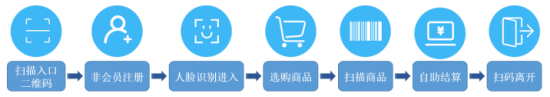 扫描入口
二维码
非会员注册
人脸识别进入
选购商品
扫描商品
自助结算
扫码离开